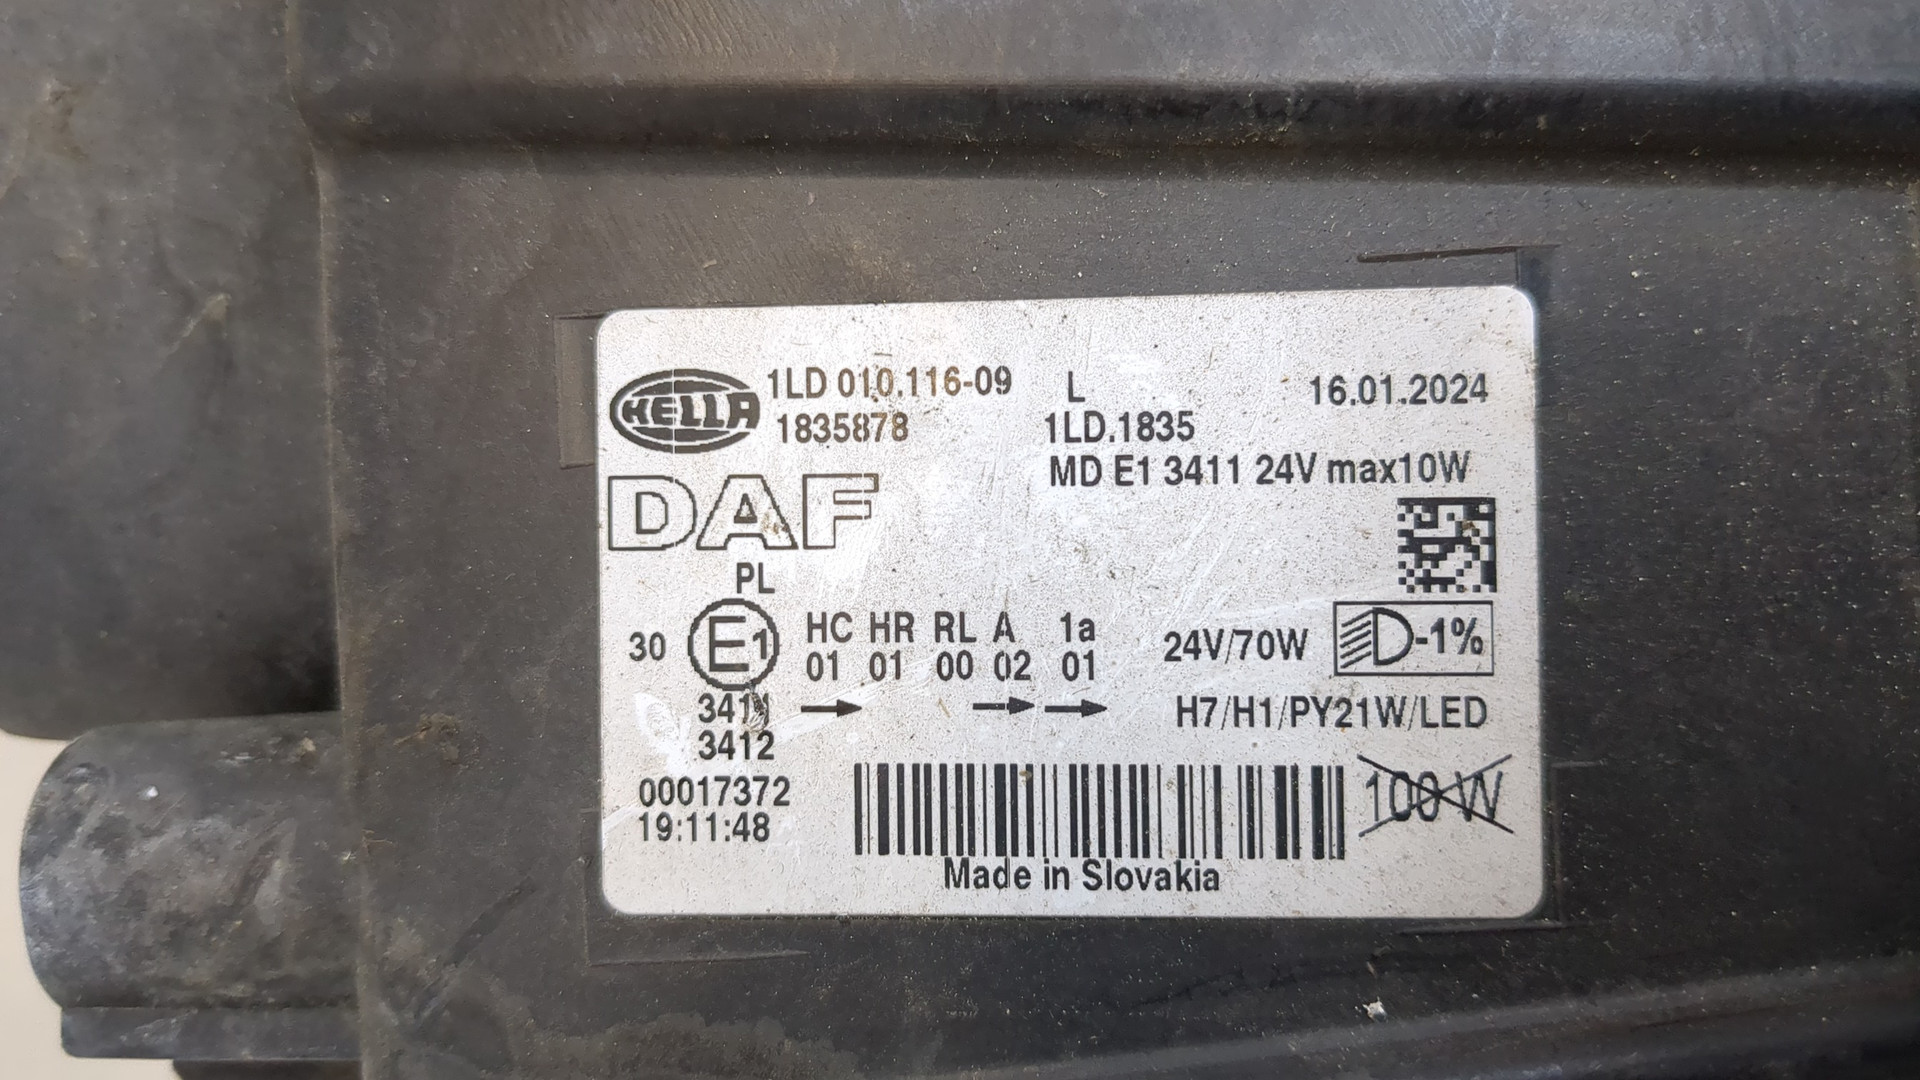 HELLA 1LD 010.116-09 L 16.01.2024
1835878 1LD.1835
DAF MD E1 3411 24V max10W
PL
30 E1 HC HR RL A 1a 24V/70W D-1%
01 01 00 02 01
3411 H7/H1/PY21W/LED
3412
00017372 100 W
19:11:48
Made in Slovakia